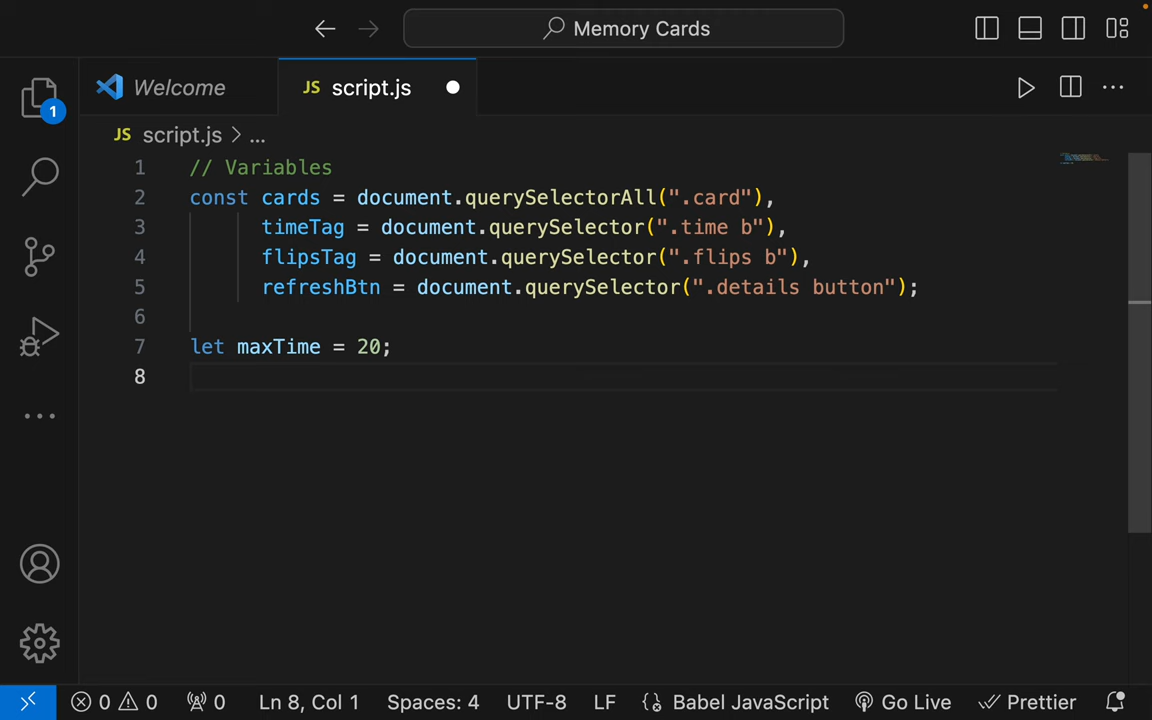 Memory Cards
Welcome
JS script.js
1
JS script.js > ...
1 // Variables
2 const cards = document.querySelectorAll(".card"),
3 timeTag = document.querySelector(".time b"),
4 flipsTag = document.querySelector(".flips b"),
5 refreshBtn = document.querySelector(".details button");
6
7 let maxTime = 20;
8
0 0 0 Ln 8, Col 1 Spaces: 4 UTF-8 LF Babel JavaScript Go Live Prettier